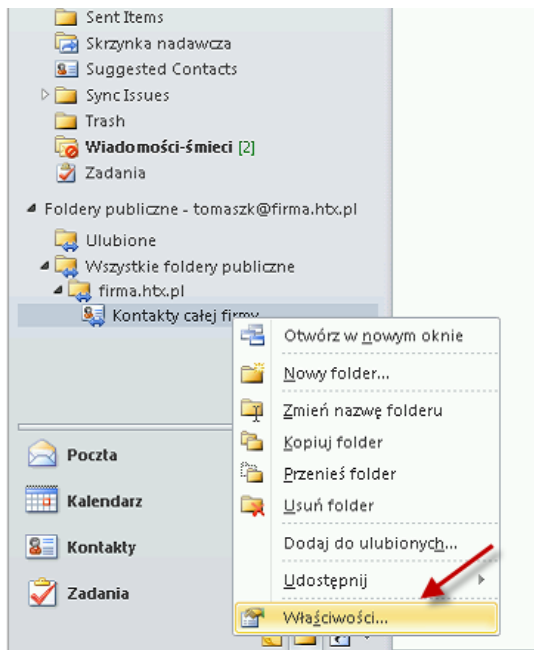 Sent Items
Skrzynka nadawcza
Suggested Contacts
Sync Issues
Trash
Wiadomości-śmieci [2]
Zadania
Foldery publiczne - tomaszk@firma.htx.pl
Ulubione
Wszystkie foldery publiczne
firma.htx.pl
Kontakty całej firmy
Otwórz w nowym oknie
Nowy folder...
Zmień nazwę folderu
Kopiuj folder
Przenieś folder
Usuń folder
Dodaj do ulubionych...
Udostępnij
Właściwości...
Poczta
Kalendarz
Kontakty
Zadania